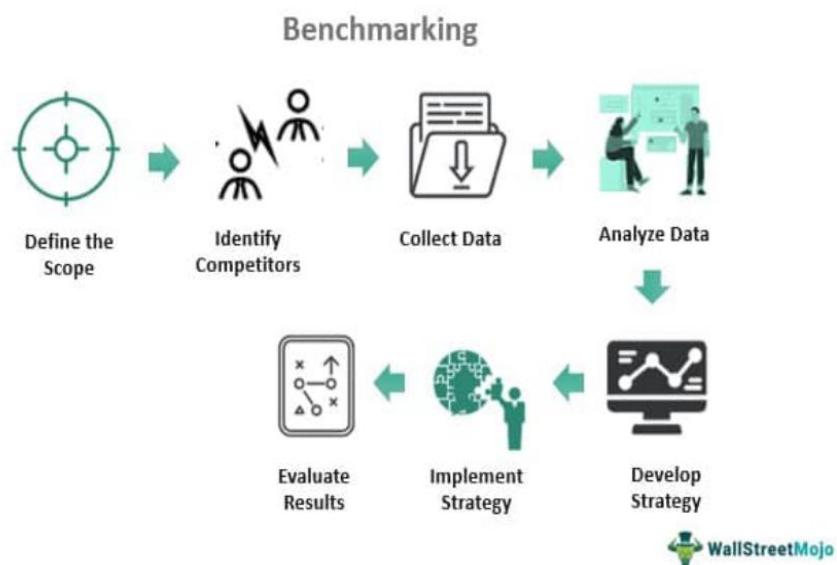 Benchmarking
Define the
Scope
Identify
Competitors
Collect Data
Analyze Data
Develop
Strategy
Implement
Strategy
Evaluate
Results
WallStreetMojo